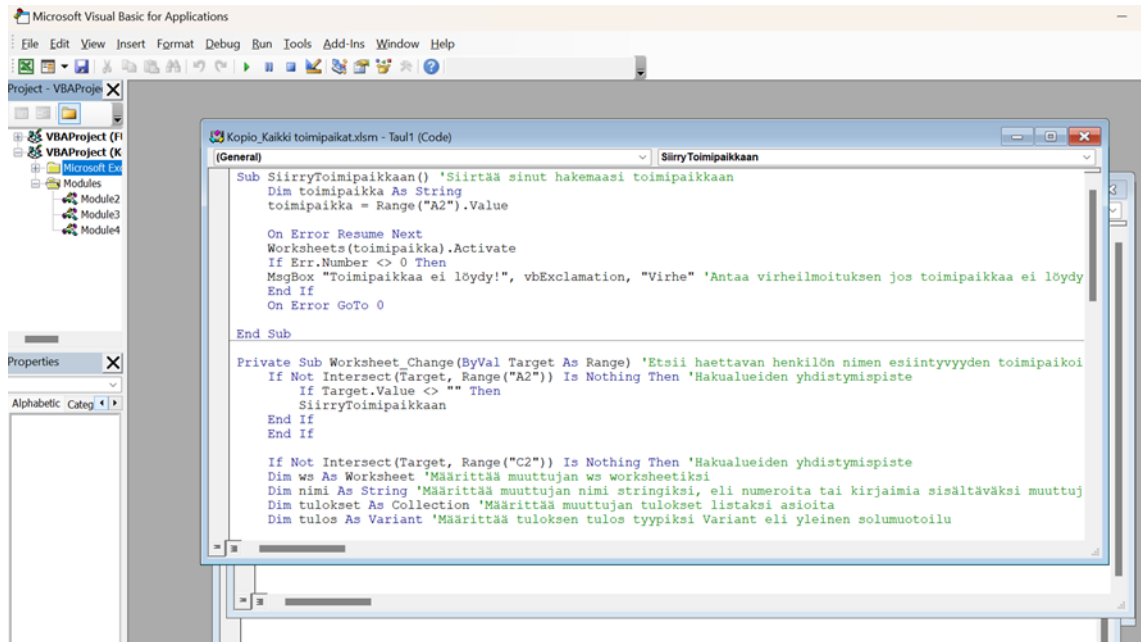 Microsoft Visual Basic for Applications
File Edit View Insert Format Debug Run Tools Add-Ins Window Help
Project - VBAProje
VBAProject (F
VBAProject (K
Microsoft Exc
Modules
Module2
Module3
Module4
Properties
Alphabetic Categ
Kopio_Kaikki toimipaikat.xlsm - Taul1 (Code)
(General) SiirryToimipaikkaan
Sub SiirryToimipaikkaan() 'Siirtää sinut hakemaasi toimipaikkaan
Dim toimipaikka As String
toimipaikka = Range("A2").Value
On Error Resume Next
Worksheets(toimipaikka).Activate
If Err.Number <> 0 Then
MsgBox "Toimipaikkaa ei löydy!", vbExclamation, "Virhe" 'Antaa virheilmoituksen jos toimipaikkaa ei löydy
End If
On Error GoTo 0
End Sub
Private Sub Worksheet_Change(ByVal Target As Range) 'Etsii haettavan henkilön nimen esiintyvyyden toimipaikoi
If Not Intersect(Target, Range("A2")) Is Nothing Then 'Hakualueiden yhdistymispiste
If Target.Value <> "" Then
SiirryToimipaikkaan
End If
End If
If Not Intersect(Target, Range("C2")) Is Nothing Then 'Hakualueiden yhdistymispiste
Dim ws As Worksheet 'Määrittää muuttujan ws worksheetiksi
Dim nimi As String 'Määrittää muuttujan nimi stringiksi, eli numeroita tai kirjaimia sisältäväksi muuttuj
Dim tulokset As Collection 'Määrittää muuttujan tulokset listaksi asioita
Dim tulos As Variant 'Määrittää tuloksen tulos tyypiksi Variant eli yleinen solumuotoilu